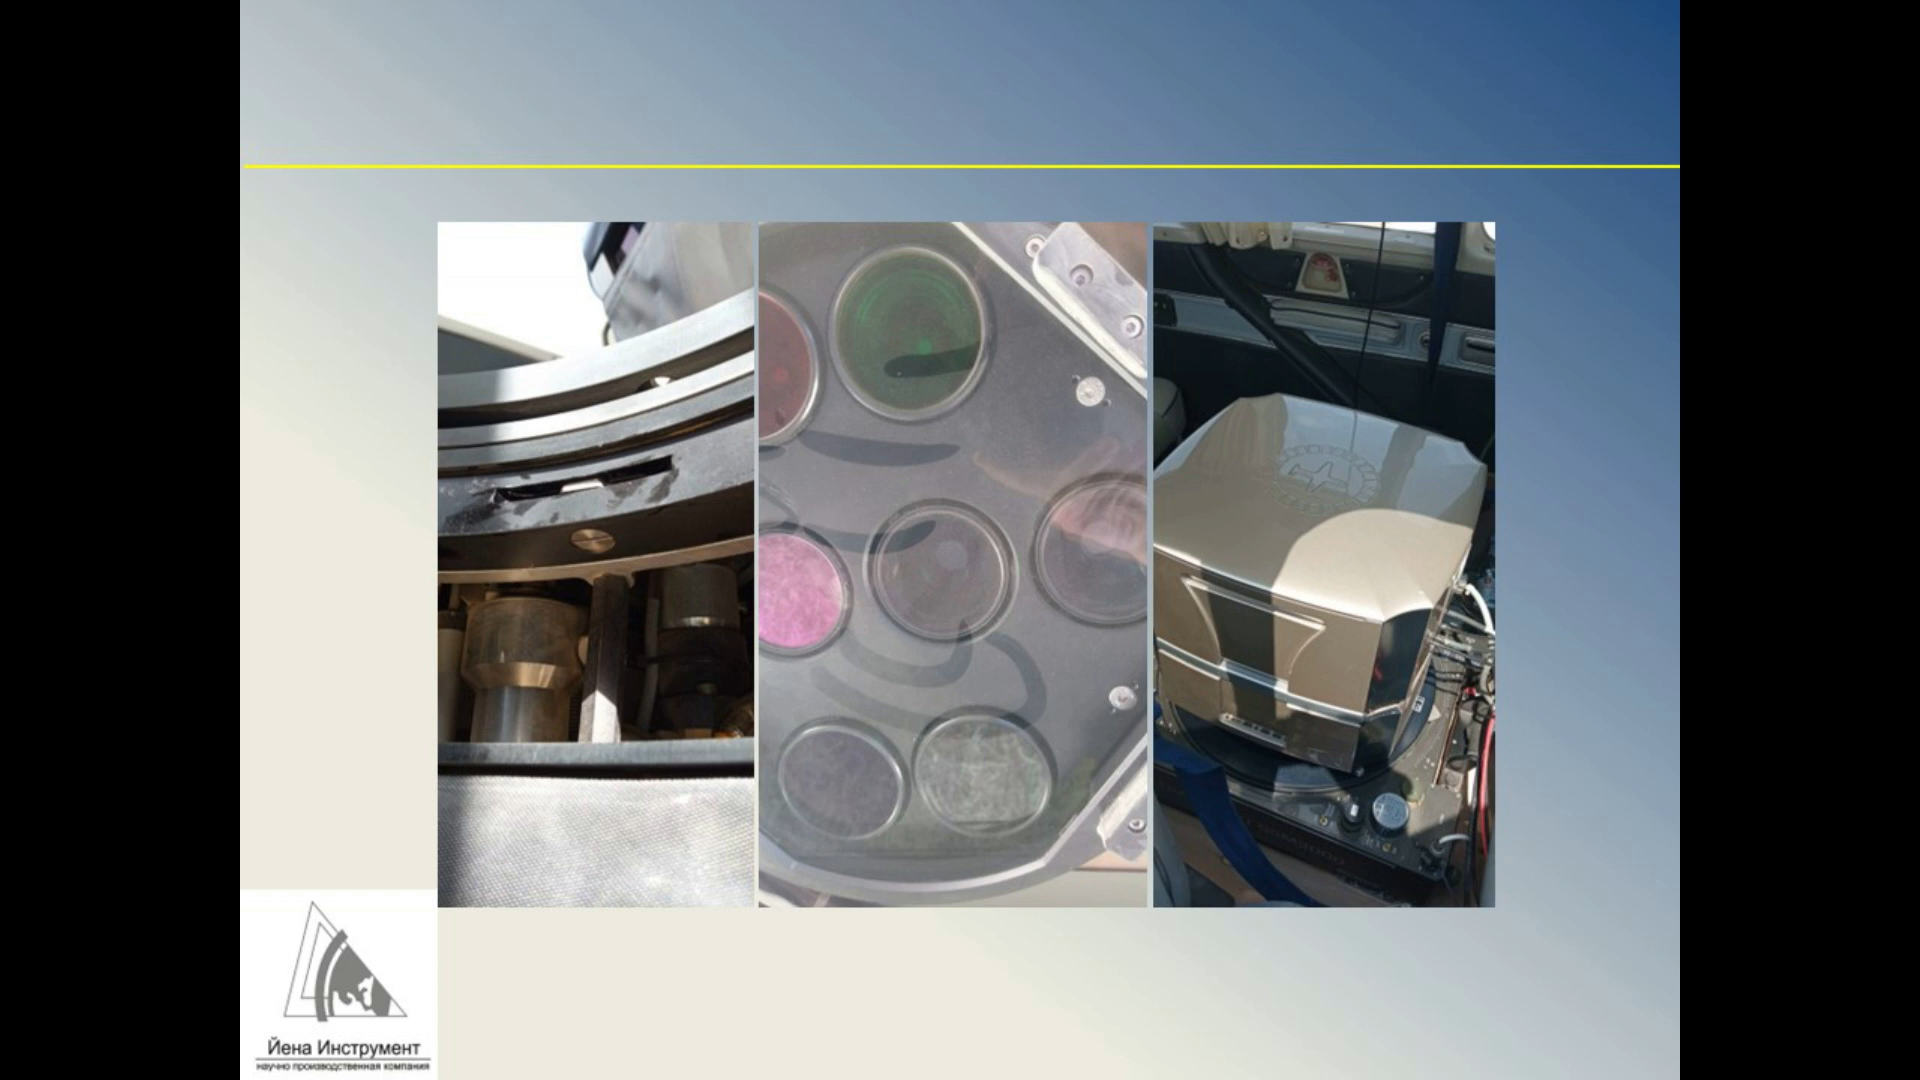 Йена Инструмент
научно производственная компания